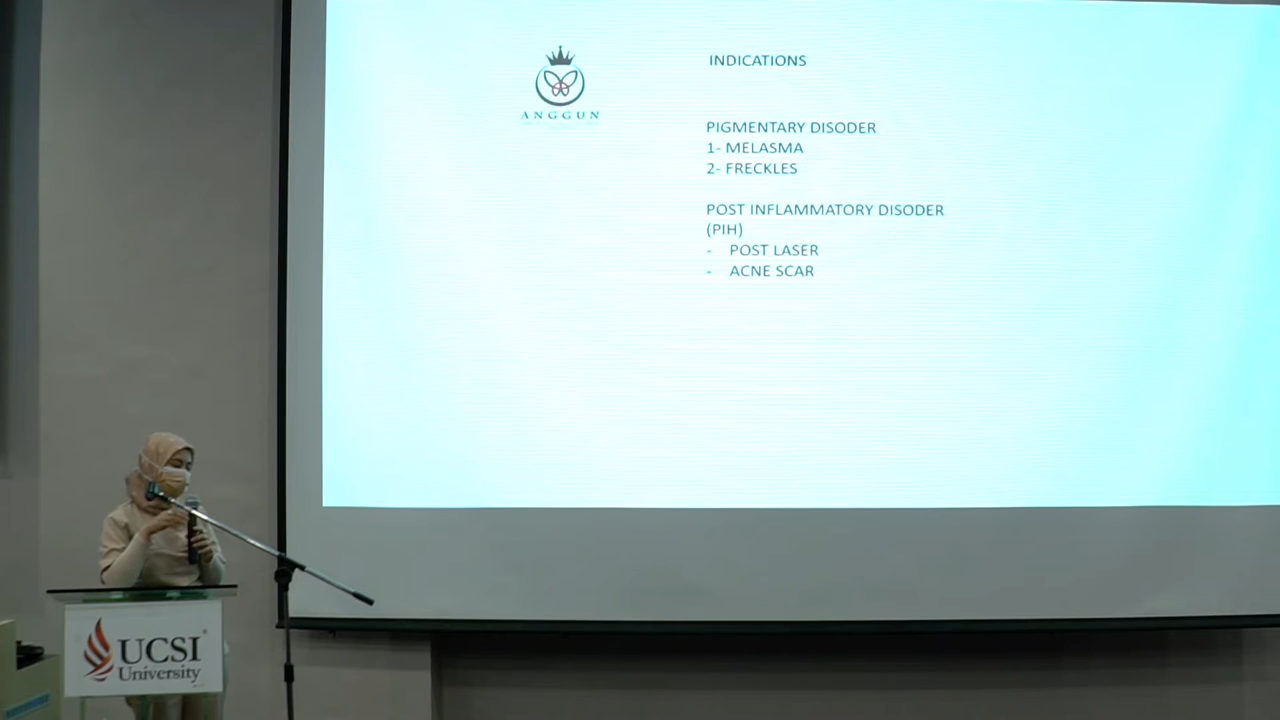 ANGGUN
INDICATIONS
PIGMENTARY DISODER
1- MELASMA
2- FRECKLES
POST INFLAMMATORY DISODER
(PIH)
- POST LASER
- ACNE SCAR
UCSI
University